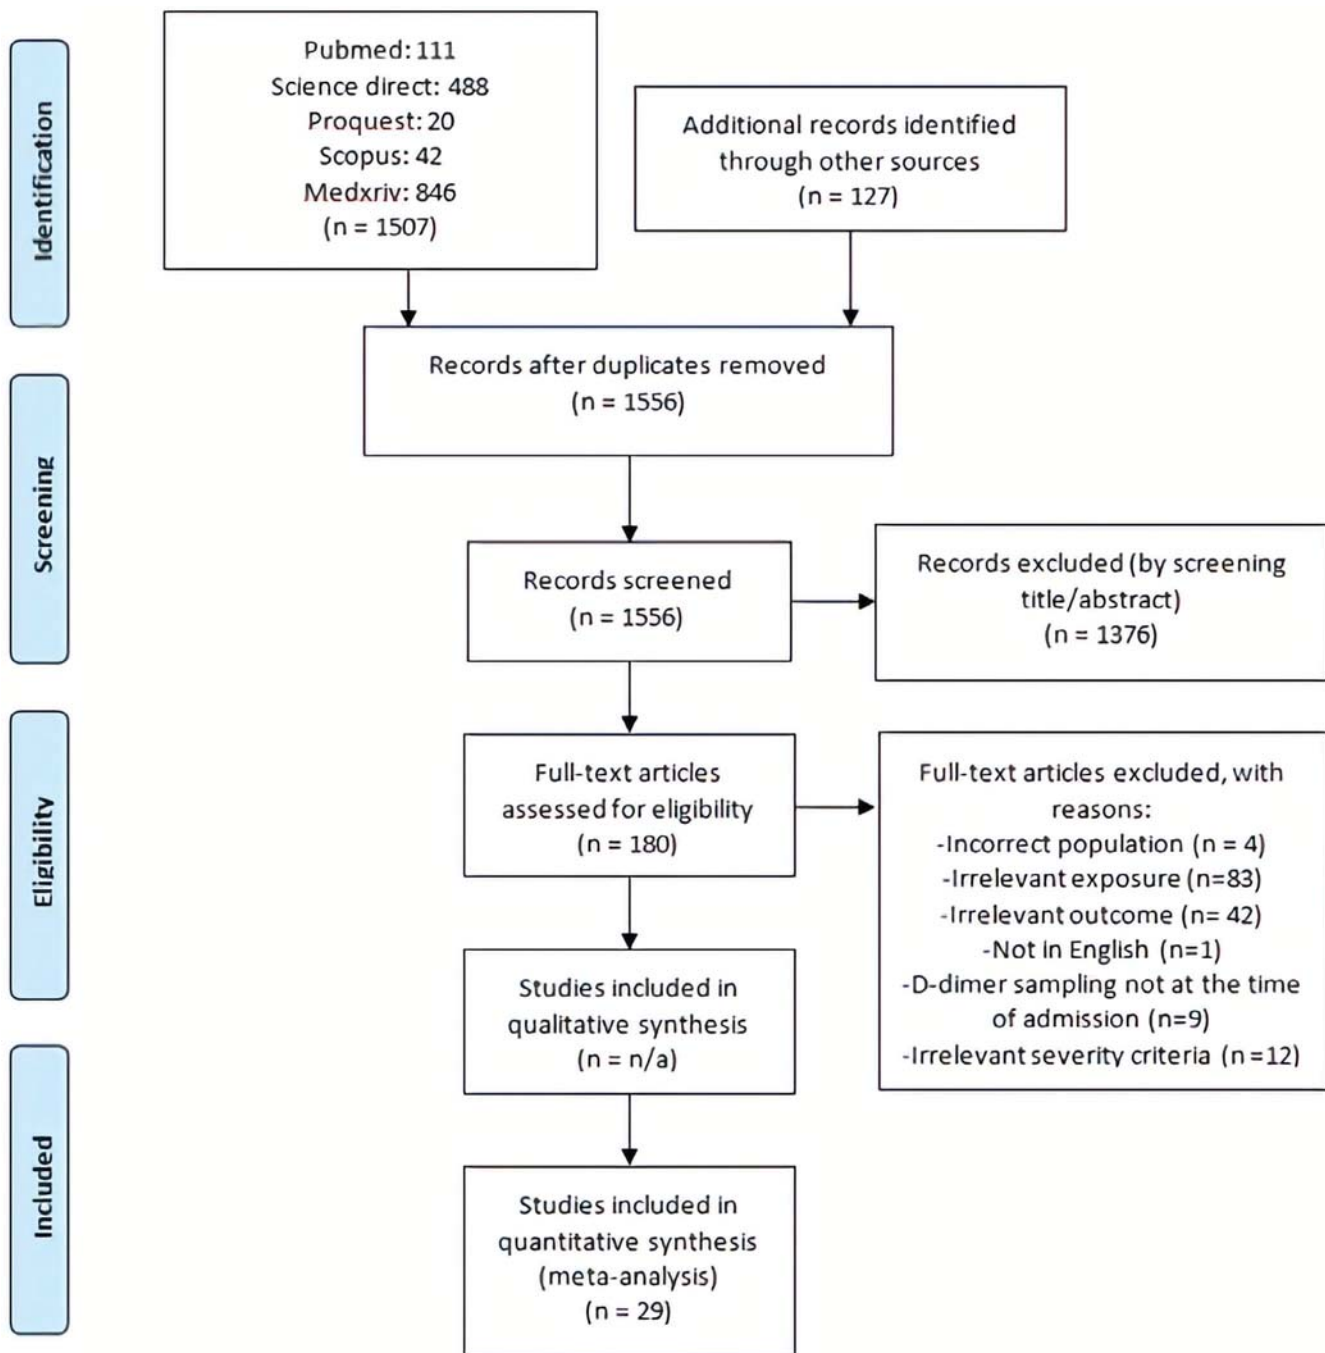 Identification
Pubmed: 111
Science direct: 488
Proquest: 20
Scopus: 42
Medxriv: 846
(n = 1507)
Additional records identified
through other sources
(n = 127)
Records after duplicates removed
(n = 1556)
Screening
Records screened
(n = 1556)
Records excluded (by screening
title/abstract)
(n = 1376)
Eligibility
Full-text articles
assessed for eligibility
(n = 180)
Full-text articles excluded, with
reasons:
-Incorrect population (n = 4)
-Irrelevant exposure (n=83)
-Irrelevant outcome (n= 42)
-Not in English (n=1)
-D-dimer sampling not at the time
of admission (n=9)
-Irrelevant severity criteria (n =12)
Studies included in
qualitative synthesis
(n = n/a)
Included
Studies included in
quantitative synthesis
(meta-analysis)
(n = 29)